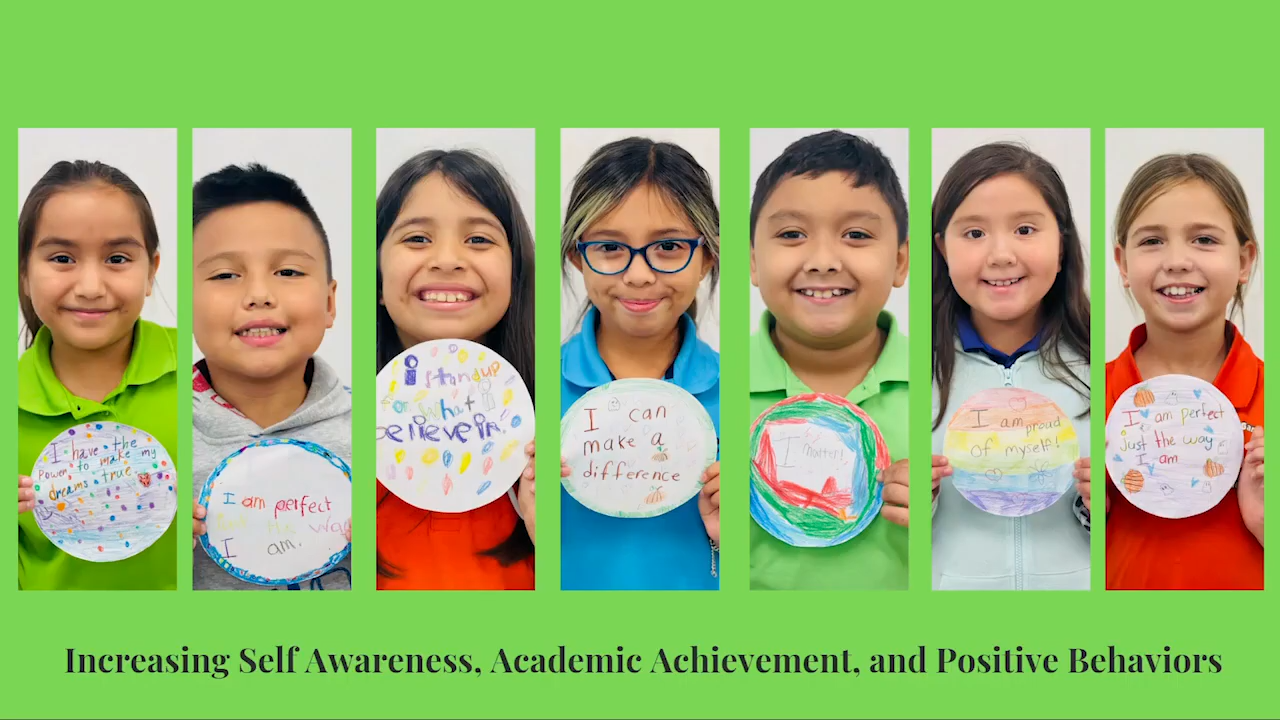 I have the
Power to make my
dreams true
I am perfect
the way
I am.
i standup
for what
believe in.
I can
make a
difference
I
matter!
I am proud
of myself!
I am perfect
just the way
I am
Increasing Self Awareness, Academic Achievement, and Positive Behaviors